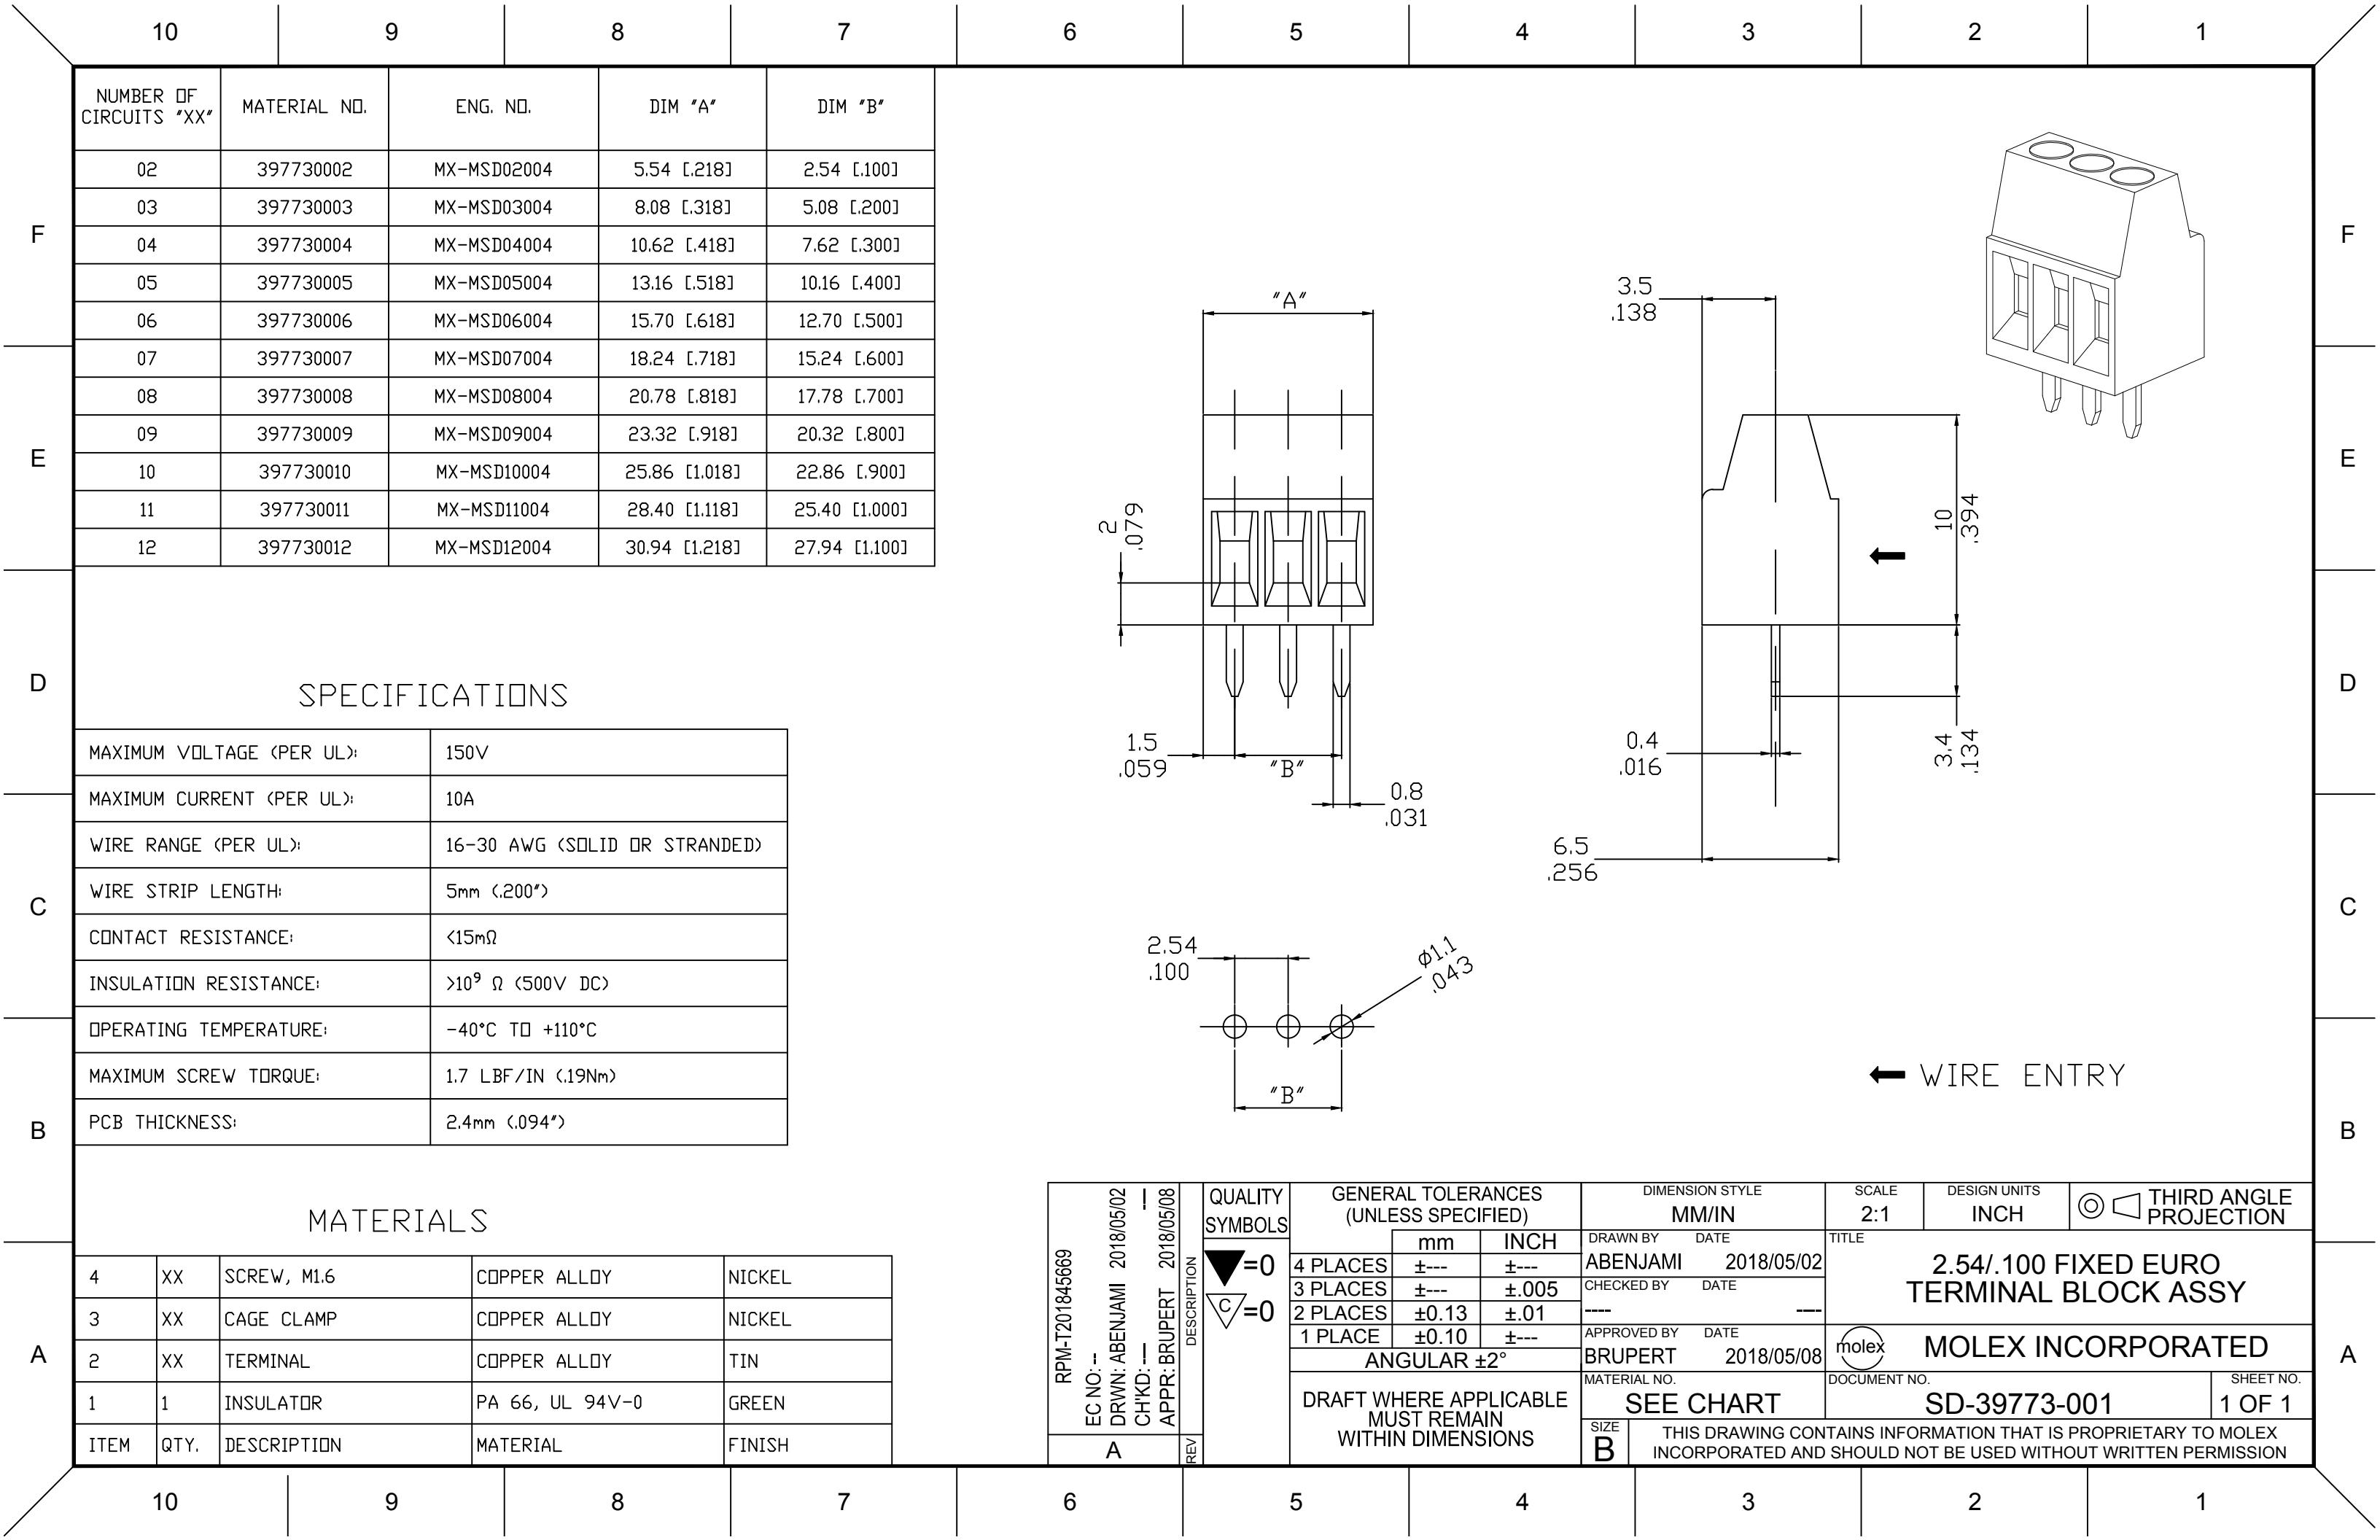 10 9 8 7 6 5 4 3 2 1
NUMBER OF CIRCUITS "XX" MATERIAL NO. ENG. NO. DIM "A" DIM "B"
02 397730002 MX-MSD02004 5.54 [.218] 2.54 [.100]
03 397730003 MX-MSD03004 8.08 [.318] 5.08 [.200]
04 397730004 MX-MSD04004 10.62 [.418] 7.62 [.300]
05 397730005 MX-MSD05004 13.16 [.518] 10.16 [.400]
06 397730006 MX-MSD06004 15.70 [.618] 12.70 [.500]
07 397730007 MX-MSD07004 18.24 [.718] 15.24 [.600]
08 397730008 MX-MSD08004 20.78 [.818] 17.78 [.700]
09 397730009 MX-MSD09004 23.32 [.918] 20.32 [.800]
10 397730010 MX-MSD10004 25.86 [1.018] 22.86 [.900]
11 397730011 MX-MSD11004 28.40 [1.118] 25.40 [1.000]
12 397730012 MX-MSD12004 30.94 [1.218] 27.94 [1.100]
F
E
D
C
B
A
F
E
D
C
B
A
"A"
2
.079
1.5
.059
"B"
0.8
.031
3.5
.138
10
.394
3.4
.134
0.4
.016
6.5
.256
2.54
.100
Ø1.1
.043
"B"
WIRE ENTRY
SPECIFICATIONS
MAXIMUM VOLTAGE (PER UL): 150V
MAXIMUM CURRENT (PER UL): 10A
WIRE RANGE (PER UL): 16-30 AWG (SOLID OR STRANDED)
WIRE STRIP LENGTH: 5mm (.200")
CONTACT RESISTANCE: <15mΩ
INSULATION RESISTANCE: >10⁹ Ω (500V DC)
OPERATING TEMPERATURE: -40°C TO +110°C
MAXIMUM SCREW TORQUE: 1.7 LBF/IN (.19Nm)
PCB THICKNESS: 2.4mm (.094")
MATERIALS
4 XX SCREW, M1.6 COPPER ALLOY NICKEL
3 XX CAGE CLAMP COPPER ALLOY NICKEL
2 XX TERMINAL COPPER ALLOY TIN
1 1 INSULATOR PA 66, UL 94V-0 GREEN
ITEM QTY. DESCRIPTION MATERIAL FINISH
RPM-T201845669
EC NO: --
DRWN: ABENJAMI 2018/05/02
CH'KD: ---- ----
APPR: BRUPERT 2018/05/08
DESCRIPTION
A
REV
QUALITY
SYMBOLS
=0
C =0
GENERAL TOLERANCES
(UNLESS SPECIFIED)
mm INCH
4 PLACES ±--- ±---
3 PLACES ±--- ±.005
2 PLACES ±0.13 ±.01
1 PLACE ±0.10 ±---
ANGULAR ±2°
DRAFT WHERE APPLICABLE
MUST REMAIN
WITHIN DIMENSIONS
DIMENSION STYLE
MM/IN
SCALE
2:1
DESIGN UNITS
INCH
THIRD ANGLE
PROJECTION
DRAWN BY DATE
ABENJAMI 2018/05/02
CHECKED BY DATE
---- ----
APPROVED BY DATE
BRUPERT 2018/05/08
TITLE
2.54/.100 FIXED EURO
TERMINAL BLOCK ASSY
molex MOLEX INCORPORATED
MATERIAL NO.
SEE CHART
DOCUMENT NO.
SD-39773-001
SHEET NO.
1 OF 1
SIZE
B
THIS DRAWING CONTAINS INFORMATION THAT IS PROPRIETARY TO MOLEX
INCORPORATED AND SHOULD NOT BE USED WITHOUT WRITTEN PERMISSION
10 9 8 7 6 5 4 3 2 1